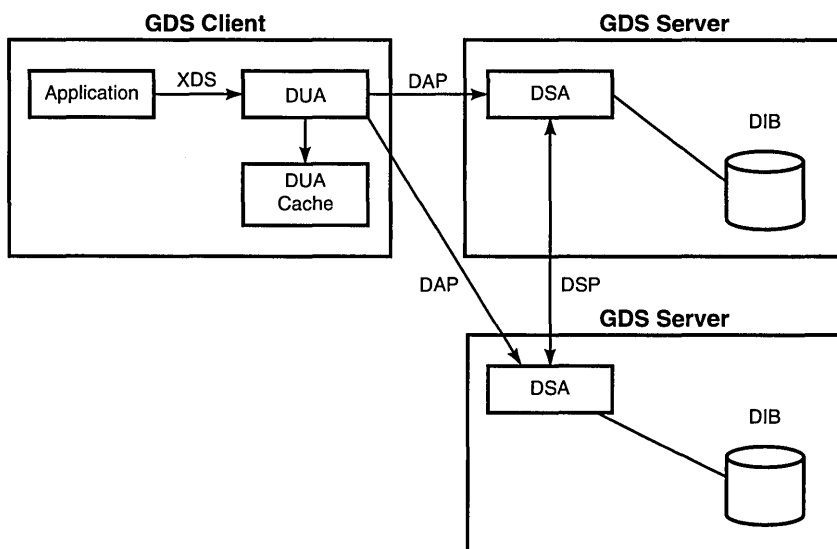 GDS Client
GDS Server
Application
XDS
DUA
DAP
DSA
DIB
DUA
Cache
DAP
DSP
GDS Server
DSA
DIB